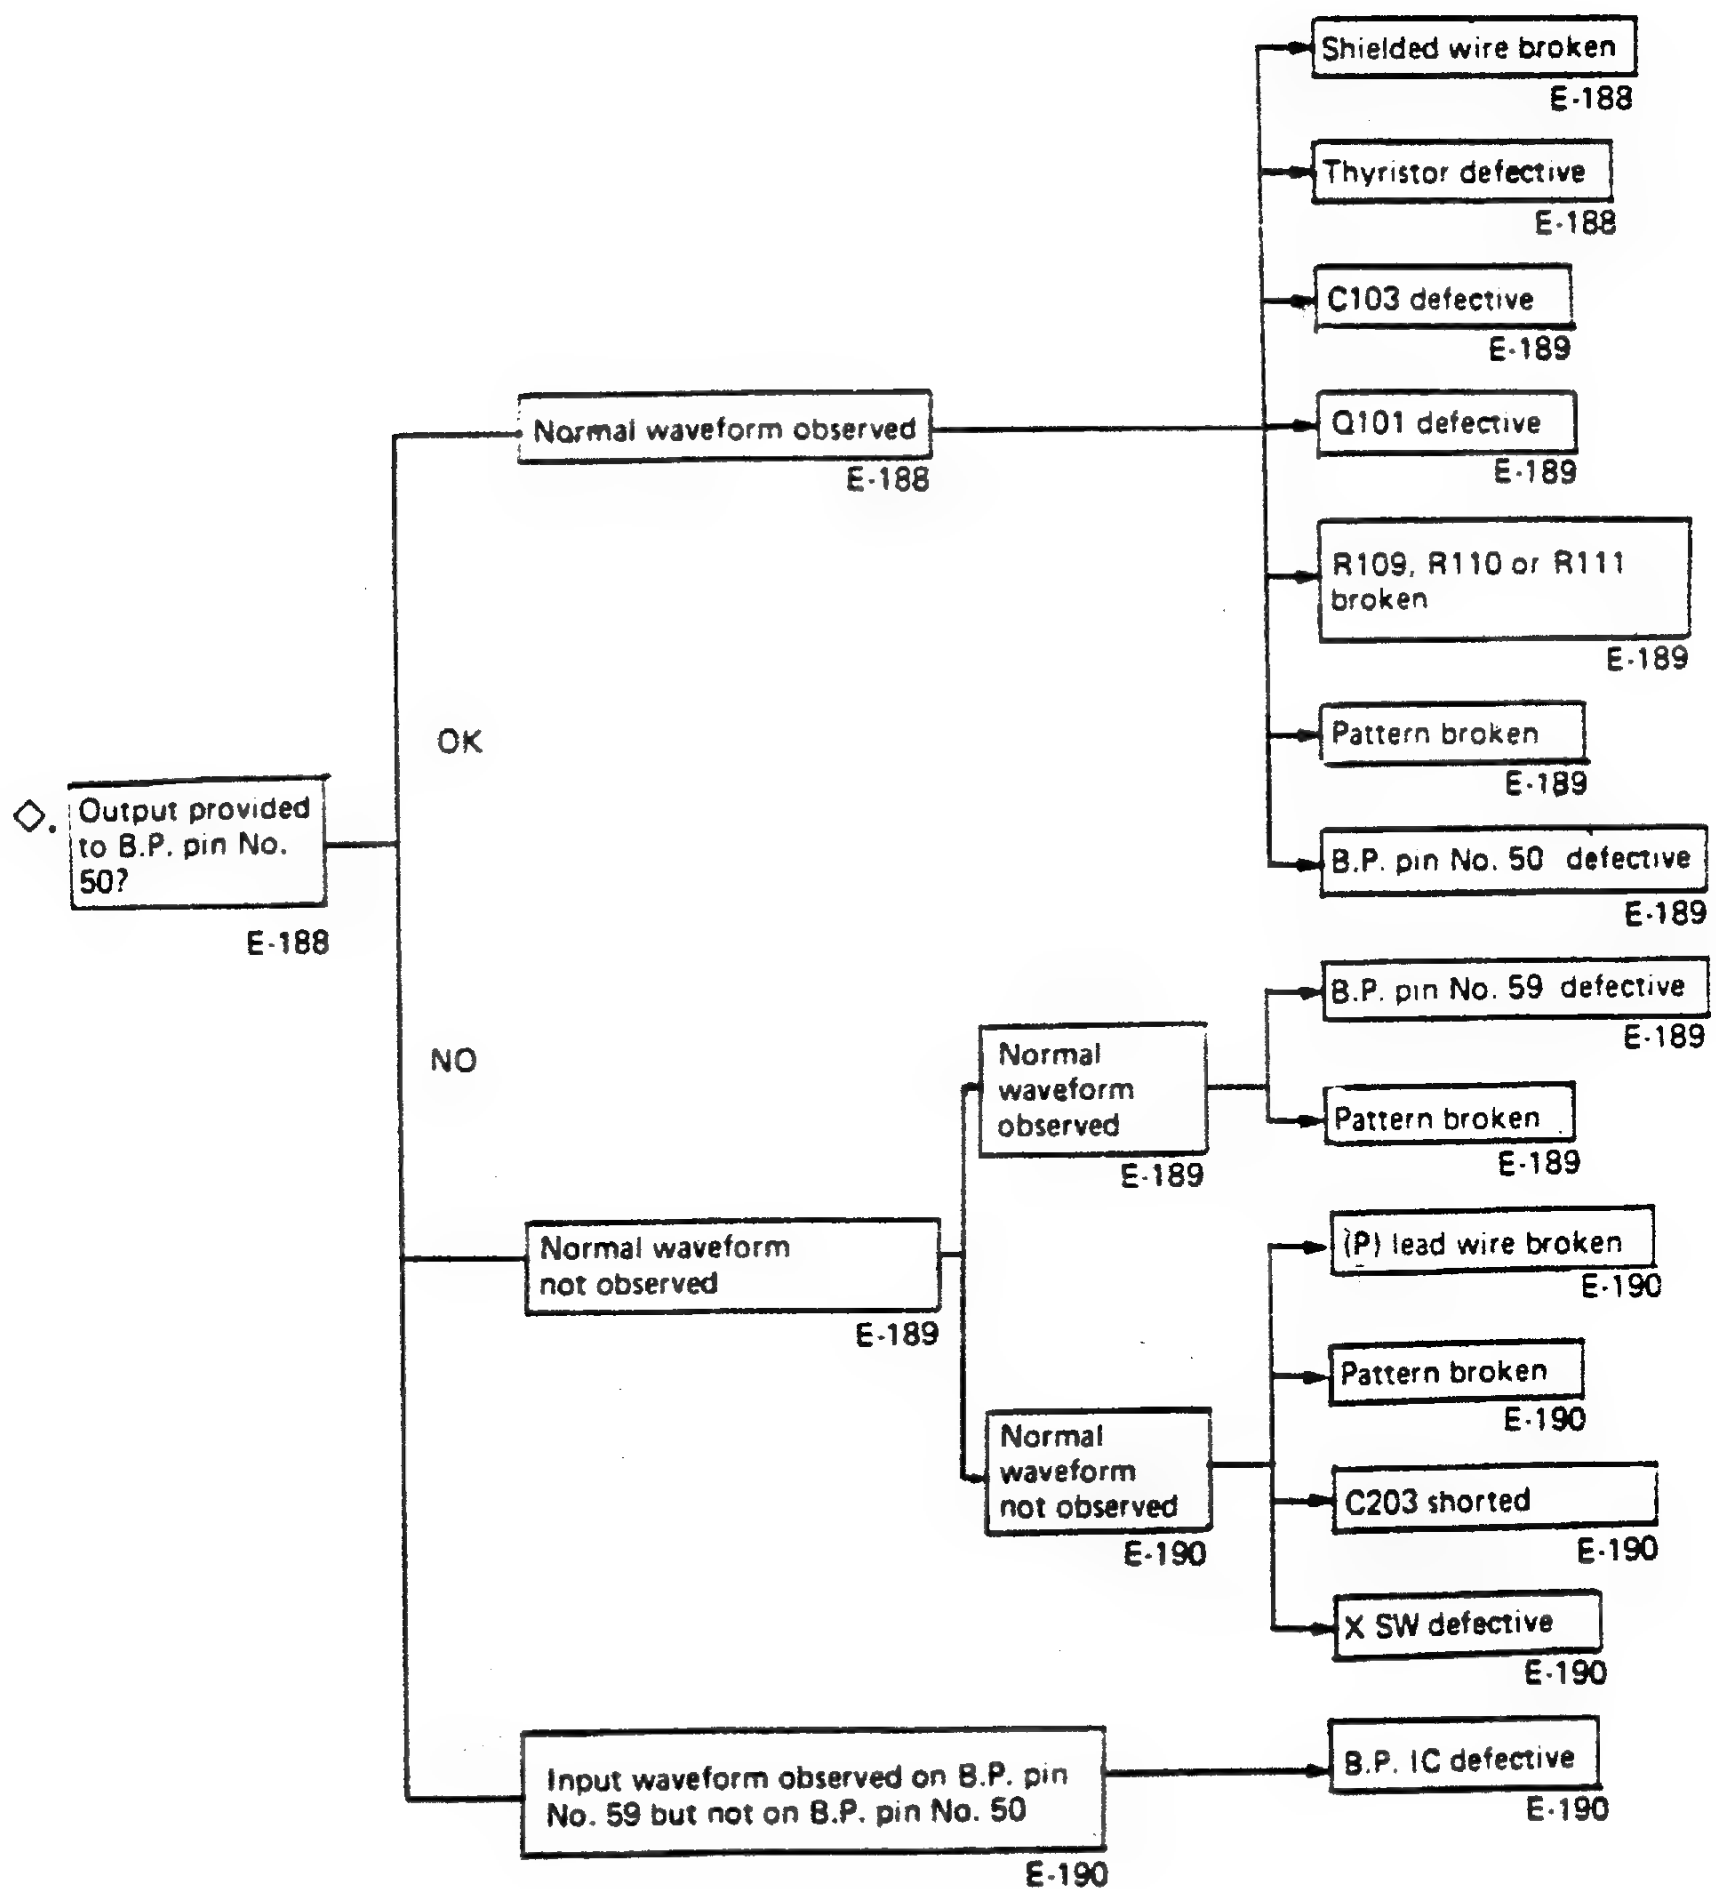 ◇.
Output provided
to B.P. pin No.
50?
E-188
OK
NO
Normal waveform observed
E-188
Shielded wire broken
E-188
Thyristor defective
E-188
C103 defective
E-189
Q101 defective
E-189
R109, R110 or R111
broken
E-189
Pattern broken
E-189
B.P. pin No. 50 defective
E-189
Normal waveform
not observed
E-189
Normal
waveform
observed
E-189
B.P. pin No. 59 defective
E-189
Pattern broken
E-189
Normal
waveform
not observed
E-190
(P) lead wire broken
E-190
Pattern broken
E-190
C203 shorted
E-190
X SW defective
E-190
Input waveform observed on B.P. pin
No. 59 but not on B.P. pin No. 50
E-190
B.P. IC defective
E-190